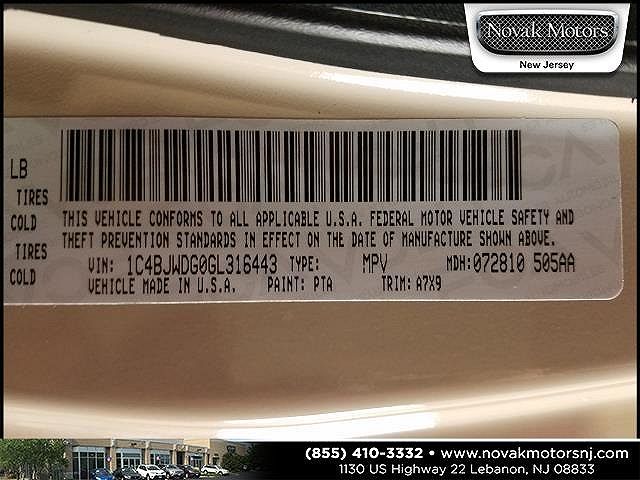 Novak Motors
New Jersey
LB
TIRES
COLD
TIRES
COLD
THIS VEHICLE CONFORMS TO ALL APPLICABLE U.S.A. FEDERAL MOTOR VEHICLE SAFETY AND
THEFT PREVENTION STANDARDS IN EFFECT ON THE DATE OF MANUFACTURE SHOWN ABOVE.
VIN: 1C4BJWDG0GL316443 TYPE: MPV MDH: 072810 505AA
VEHICLE MADE IN U.S.A. PAINT: PTA TRIM: A7X9
(855) 410-3332 • www.novakmotorsnj.com
1130 US Highway 22 Lebanon, NJ 08833